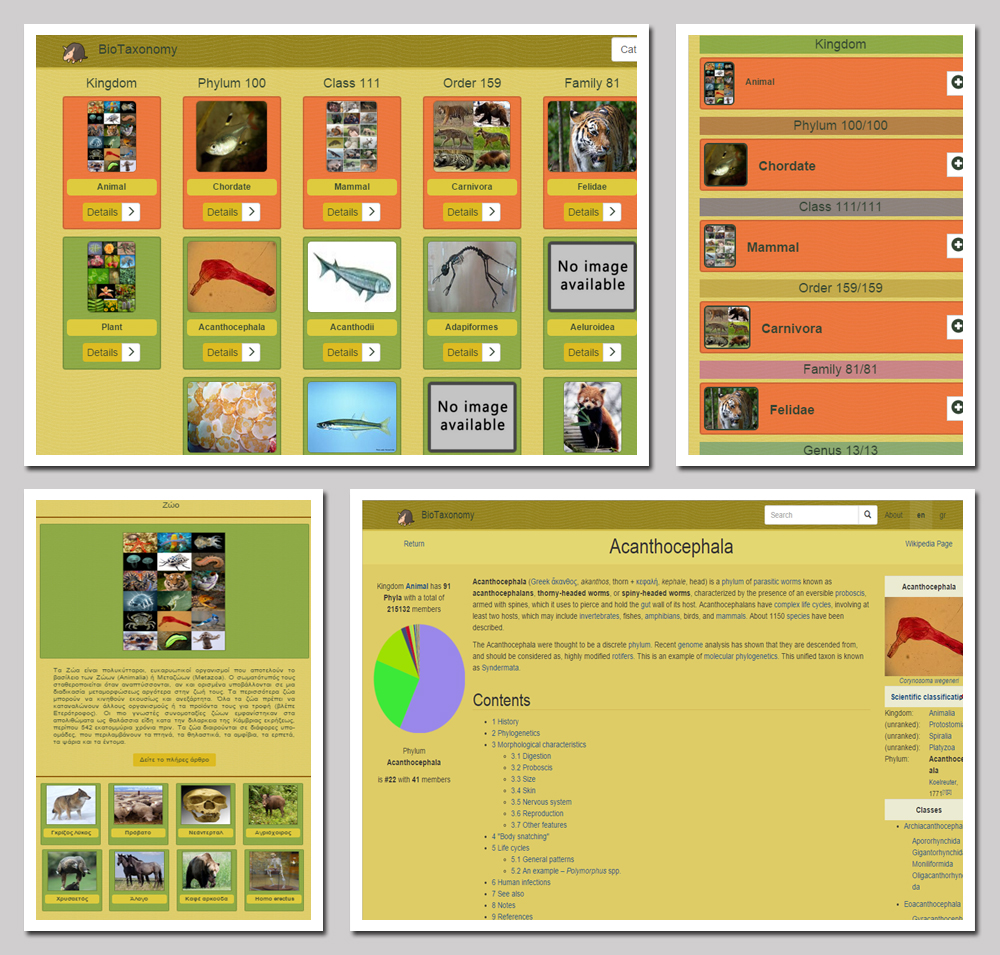 BioTaxonomy
Cat
Kingdom Phylum 100 Class 111 Order 159 Family 81
Animal Chordate Mammal Carnivora Felidae
Details Details Details Details Details
No image available
Plant Acanthocephala Acanthodii Adapiformes Aeluroidea
Details Details Details Details Details
No image available
Kingdom
Animal
Phylum 100/100
Chordate
Class 111/111
Mammal
Order 159/159
Carnivora
Family 81/81
Felidae
Genus 13/13
Ζώα
Τα Ζώα είναι πολυκύτταροι, ευκαρυωτικοί οργανισμοί που αποτελούν το
βασίλειο των Ζώων (Animalia) ή Μεταζώων (Metazoa). Ο σωματότυπός τους
σταθεροποιείται όταν αναπτύσσονται, αν και ορισμένα υποβάλλονται σε μια
διαδικασία μεταμορφώσεως αργότερα στην ζωή τους. Τα περισσότερα ζώα
μπορούν να κινηθούν εκουσίως και ανεξάρτητα. Όλα τα ζώα πρέπει να
καταναλώνουν άλλους οργανισμούς ή τα προϊόντα τους για τροφή (βλέπε
Ετερότροφος). Οι πιο γνωστές συνομοταξίες ζώων εμφανίστηκαν στα
απολιθώματα ως θαλάσσια είδη κατα την διλαρκεια της Κάμβριας εκρήξεως,
περίπου 542 εκατομμύρια χρόνια πριν. Τα ζώα διαιρούνται σε διάφορες υπο-
ομάδες, που περιλαμβάνουν τα πτηνά, τα θηλαστικά, τα αμφίβια, τα ερπετά,
τα ψάρια και τα έντομα.
Δείτε το πλήρες άρθρο
Γκρίζος Λύκος Πρόβατο Νεάντερταλ Αγριόχοιρος
Χρυσαετός Άλογο Καφέ αρκούδα Homo erectus
BioTaxonomy
Search
About en gr
Return
Acanthocephala
Wikipedia Page
Kingdom Animal has 91
Phyla with a total of
215132 members
Phylum
Acanthocephala
is #22 with 41 members
Acanthocephala (Greek ἄκανθος, akanthos, thorn + κεφαλή, kephale, head) is a phylum of parasitic worms known as
acanthocephalans, thorny-headed worms, or spiny-headed worms, characterized by the presence of an eversible proboscis,
armed with spines, which it uses to pierce and hold the gut wall of its host. Acanthocephalans have complex life cycles, involving at
least two hosts, which may include invertebrates, fishes, amphibians, birds, and mammals. About 1150 species have been
described.
The Acanthocephala were thought to be a discrete phylum. Recent genome analysis has shown that they are descended from,
and should be considered as, highly modified rotifers. This is an example of molecular phylogenetics. This unified taxon is known
as Syndermata.
Contents
1 History
2 Phylogenetics
3 Morphological characteristics
3.1 Digestion
3.2 Proboscis
3.3 Size
3.4 Skin
3.5 Nervous system
3.6 Reproduction
3.7 Other features
4 "Body snatching"
5 Life cycles
5.1 General patterns
5.2 An example – Polymorphus spp.
6 Human infections
7 See also
8 Notes
9 References
Acanthocephala
Corynosoma wegeneri
Scientific classificatio
Kingdom: Animalia
(unranked): Protostomia
(unranked): Spiralia
(unranked): Platyzoa
Phylum: Acanthoce
ala
Koelreuter,
1771
Classes
Archiacanthocepha
Apororhynchida
Gigantorhynchid
Moniliformida
Oligacanthorhyn
da
Eoacanthocephala
Gyracanthocep